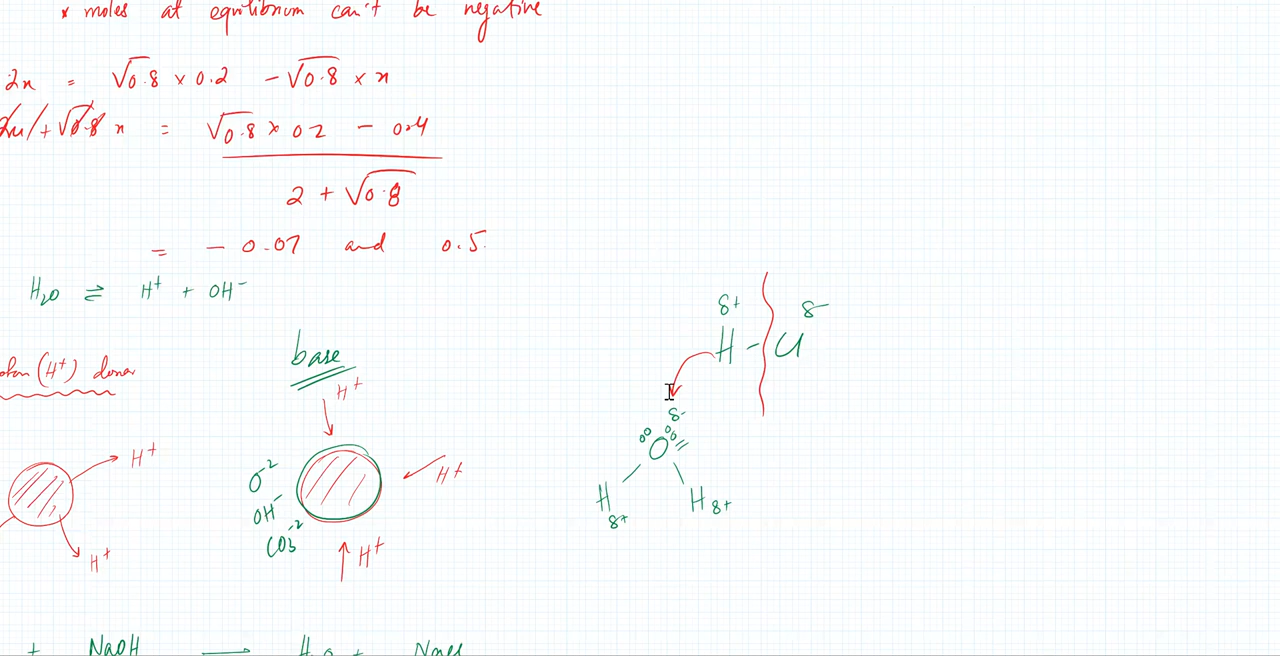 * moles at equilibrium can't be negative
2x = √0.8 × 0.2 - √0.8 × x
2x + √0.8 x = √0.8 × 0.2 - 0.4
2 + √0.8
= - 0.07 and 0.5
H₂O ⇌ H⁺ + OH⁻
(H⁺) donor
base
H⁺
H⁺
H⁺
H⁺
H⁺
O²⁻
OH⁻
CO₃⁻²
δ+
δ-
H - Cl
δ-
O
H
H δ+
δ+
+ NaOH → +